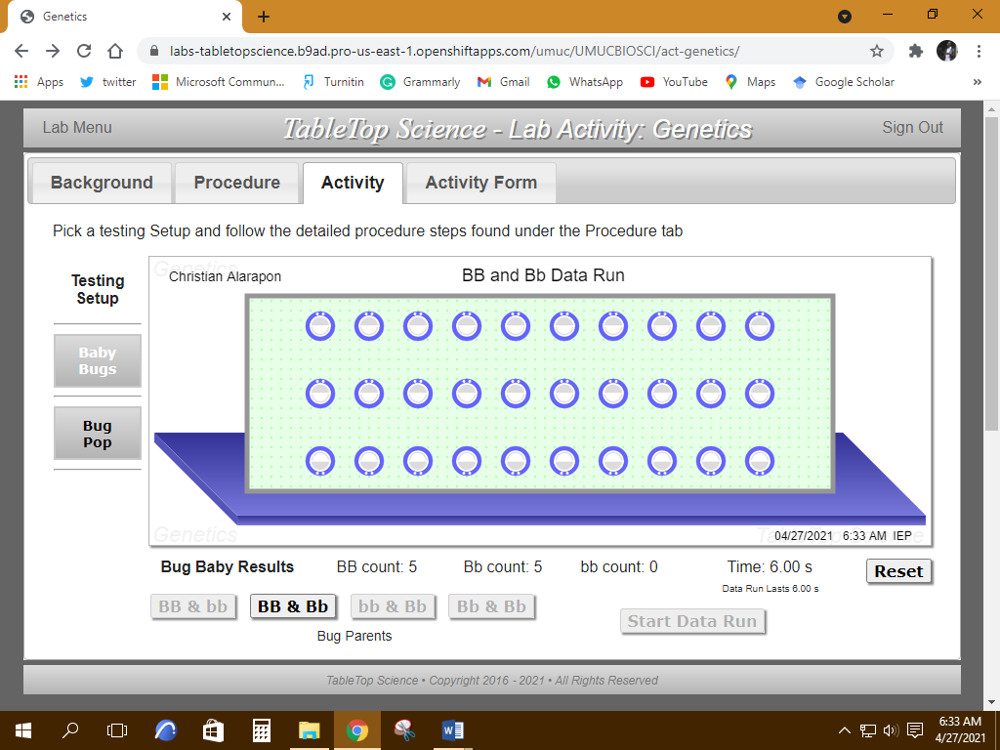 Genetics
labs-tabletopscience.b9ad.pro-us-east-1.openshiftapps.com/umuc/UMUCBIOSCI/act-genetics/
Apps twitter Microsoft Commun... Turnitin Grammarly Gmail WhatsApp YouTube Maps Google Scholar »
Lab Menu TableTop Science - Lab Activity: Genetics Sign Out
Background Procedure Activity Activity Form
Pick a testing Setup and follow the detailed procedure steps found under the Procedure tab
Testing
Setup
Baby
Bugs
Bug
Pop
Genetics
Christian Alarapon
BB and Bb Data Run
Genetics
04/27/2021 6:33 AM IEP
Bug Baby Results BB count: 5 Bb count: 5 bb count: 0 Time: 6.00 s Reset
Data Run Lasts 6.00 s
BB & bb BB & Bb bb & Bb Bb & Bb
Start Data Run
Bug Parents
TableTop Science • Copyright 2016 - 2021 • All Rights Reserved
6:33 AM
4/27/2021